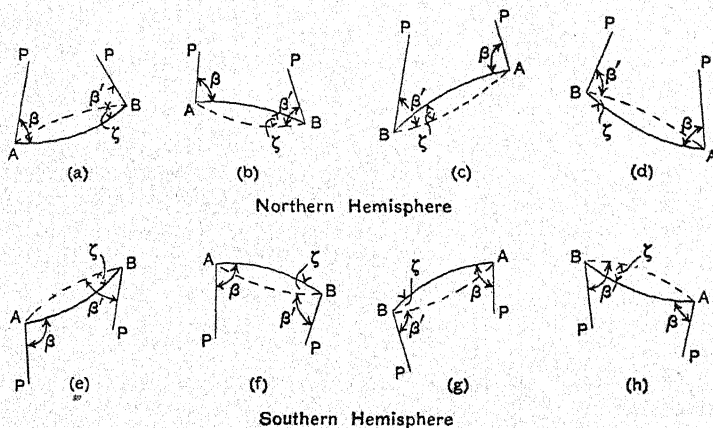 P P P P P P
β β' β β' β β' β' β
A B A B A B B A
ζ ζ ζ ζ
(a) (b) (c) (d)
Northern Hemisphere
A B A B B A B A
ζ ζ ζ ζ
β β' β β' β β' β' β
P P P P P P P P
(e) (f) (g) (h)
Southern Hemisphere